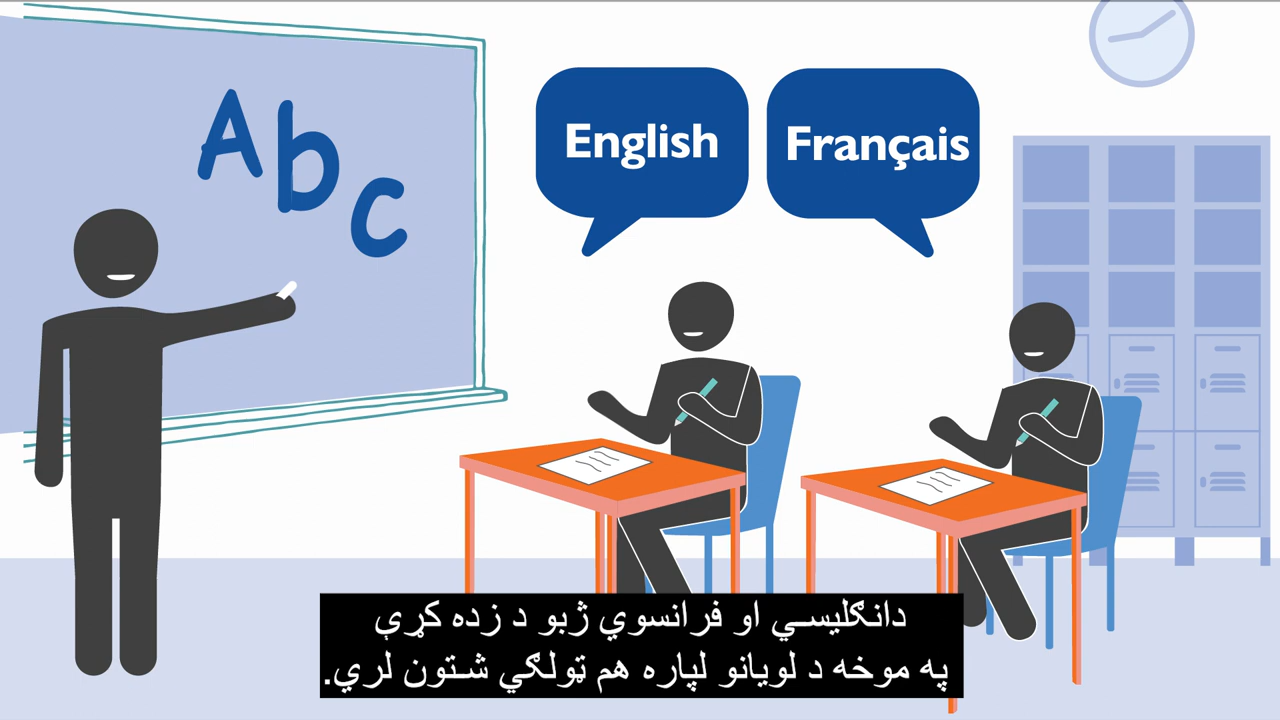 Abc
English
Français
دانګلیسي او فرانسوي ژبو د زده کړې
په موخه د لویانو لپاره هم ټولګي شتون لري.